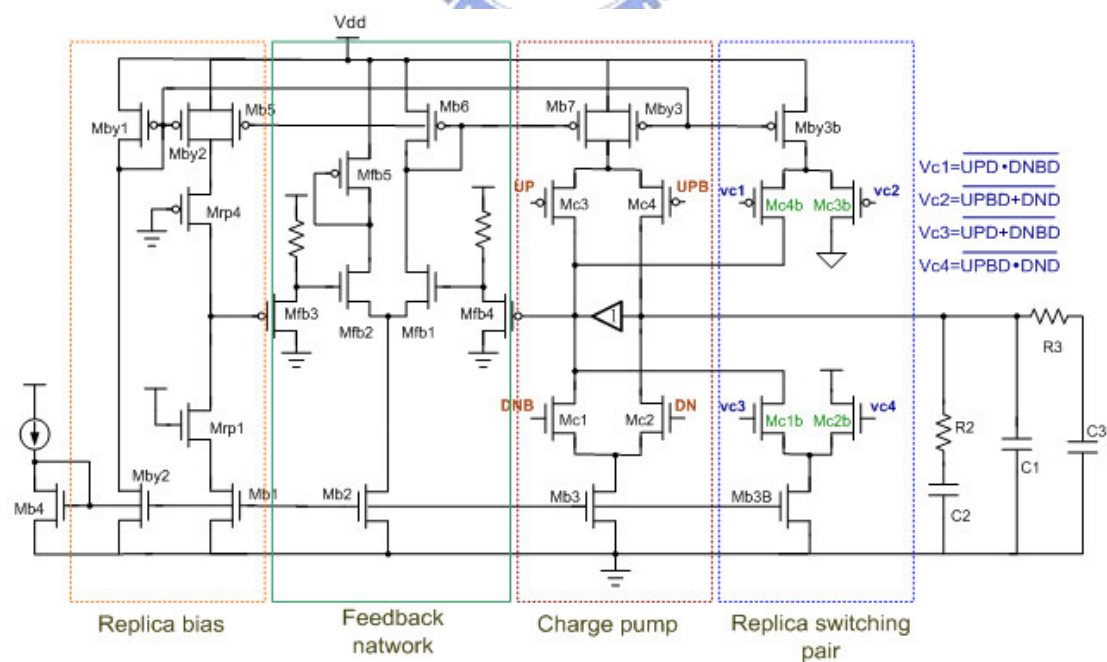 Vdd
Mby1
Mby2
Mb5
Mb6
Mb7
Mby3
Mby3b
Mfb5
Mrp4
UP
Mc3
Mc4
UPB
vc1
Mc4b
Mc3b
vc2
Vc1=UPD•DNBD
Vc2=UPBD+DND
Vc3=UPD+DNBD
Vc4=UPBD•DND
Mfb3
Mfb2
Mfb1
Mfb4
1
R3
Mrp1
DNB
Mc1
Mc2
DN
vc3
Mc1b
Mc2b
vc4
R2
C1
C3
C2
Mb4
Mby2
Mb1
Mb2
Mb3
Mb3B
Replica bias
Feedback
natwork
Charge pump
Replica switching
pair